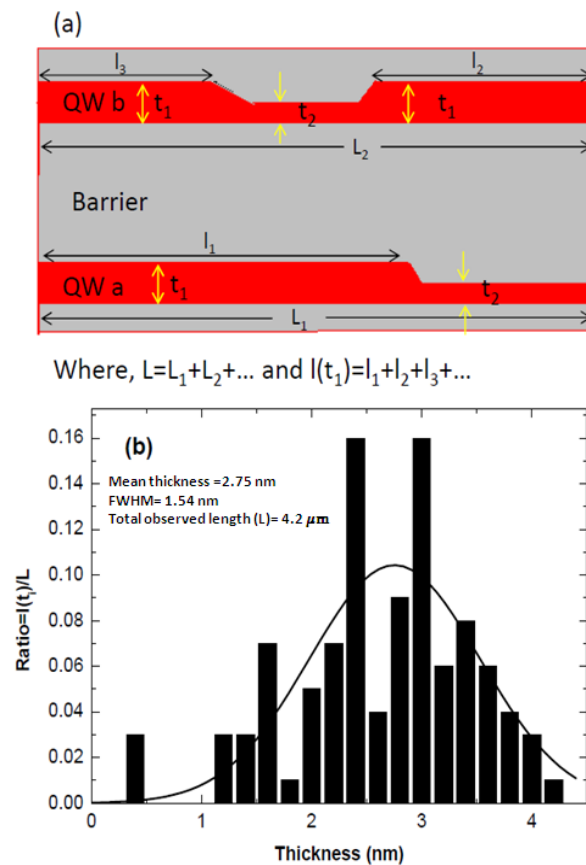 (a)
l3
l2
QW b
t1
t2
t1
L2
Barrier
l1
QW a
t1
t2
L1
Where, L=L1+L2+... and l(t1)=l1+l2+l3+...
(b)
Mean thickness =2.75 nm
FWHM= 1.54 nm
Total observed length (L)= 4.2 μm
Ratio=l(ti)/L
0.16
0.14
0.12
0.10
0.08
0.06
0.04
0.02
0.00
0
1
2
3
4
Thickness (nm)